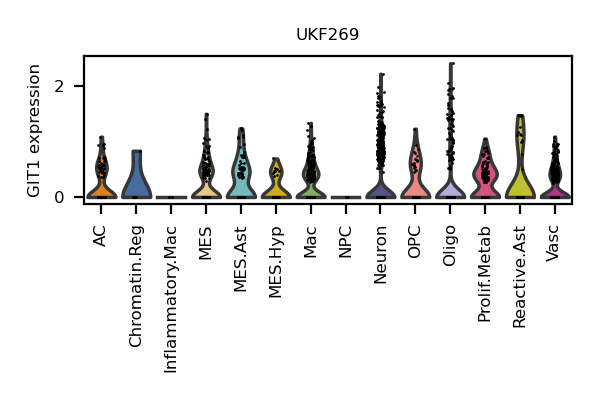 UKF269
GIT1 expression
2
0
AC
Chromatin.Reg
Inflammatory.Mac
MES
MES.Ast
MES.Hyp
Mac
NPC
Neuron
OPC
Oligo
Prolif.Metab
Reactive.Ast
Vasc